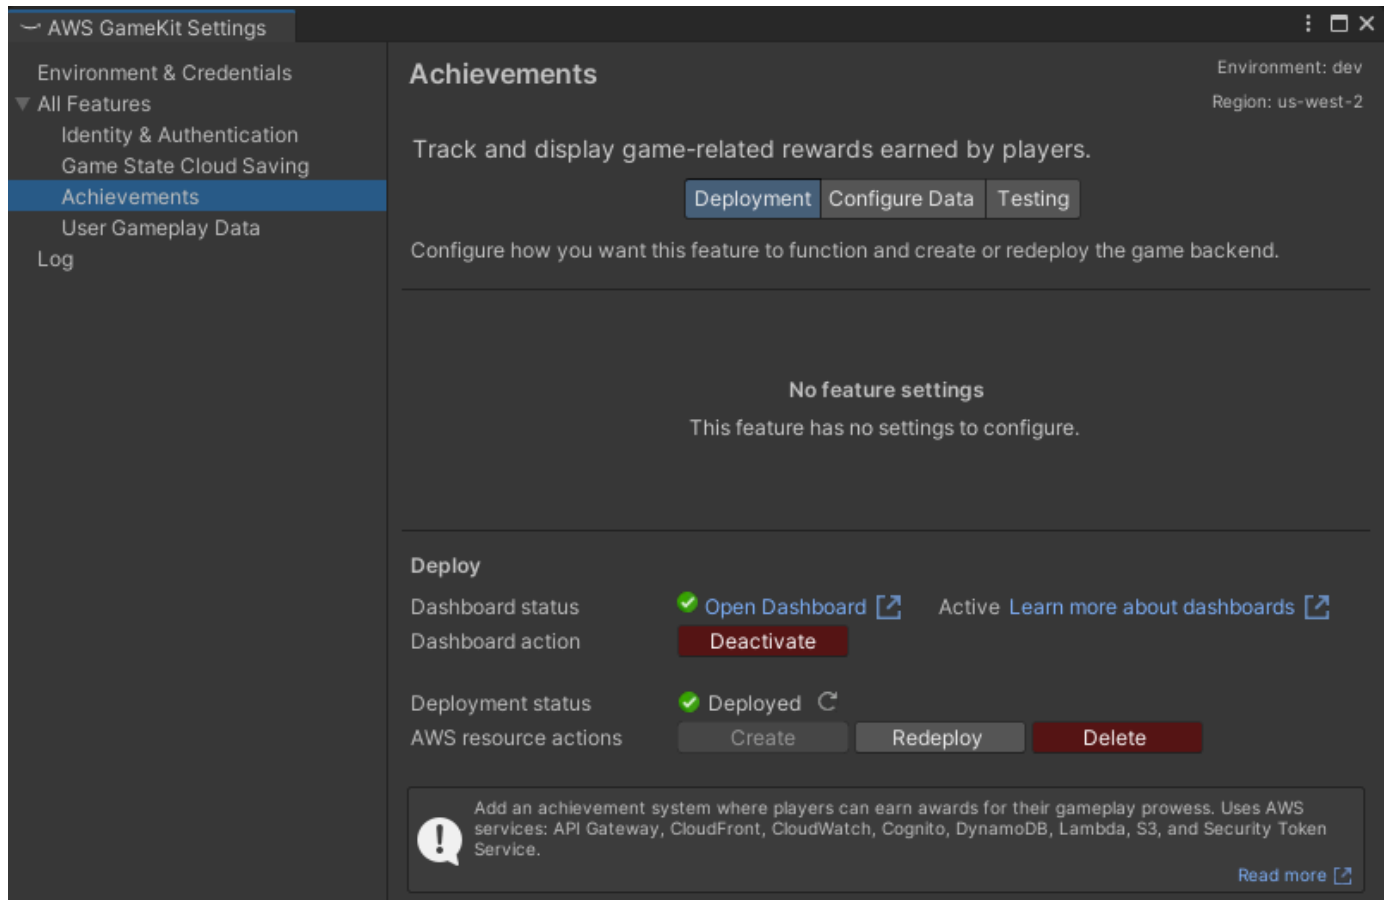 AWS GameKit Settings
Environment & Credentials
All Features
Identity & Authentication
Game State Cloud Saving
Achievements
User Gameplay Data
Log
Achievements
Environment: dev
Region: us-west-2
Track and display game-related rewards earned by players.
Deployment Configure Data Testing
Configure how you want this feature to function and create or redeploy the game backend.
No feature settings
This feature has no settings to configure.
Deploy
Dashboard status Open Dashboard Active Learn more about dashboards
Dashboard action Deactivate
Deployment status Deployed
AWS resource actions Create Redeploy Delete
Add an achievement system where players can earn awards for their gameplay prowess. Uses AWS
services: API Gateway, CloudFront, CloudWatch, Cognito, DynamoDB, Lambda, S3, and Security Token
Service.
Read more